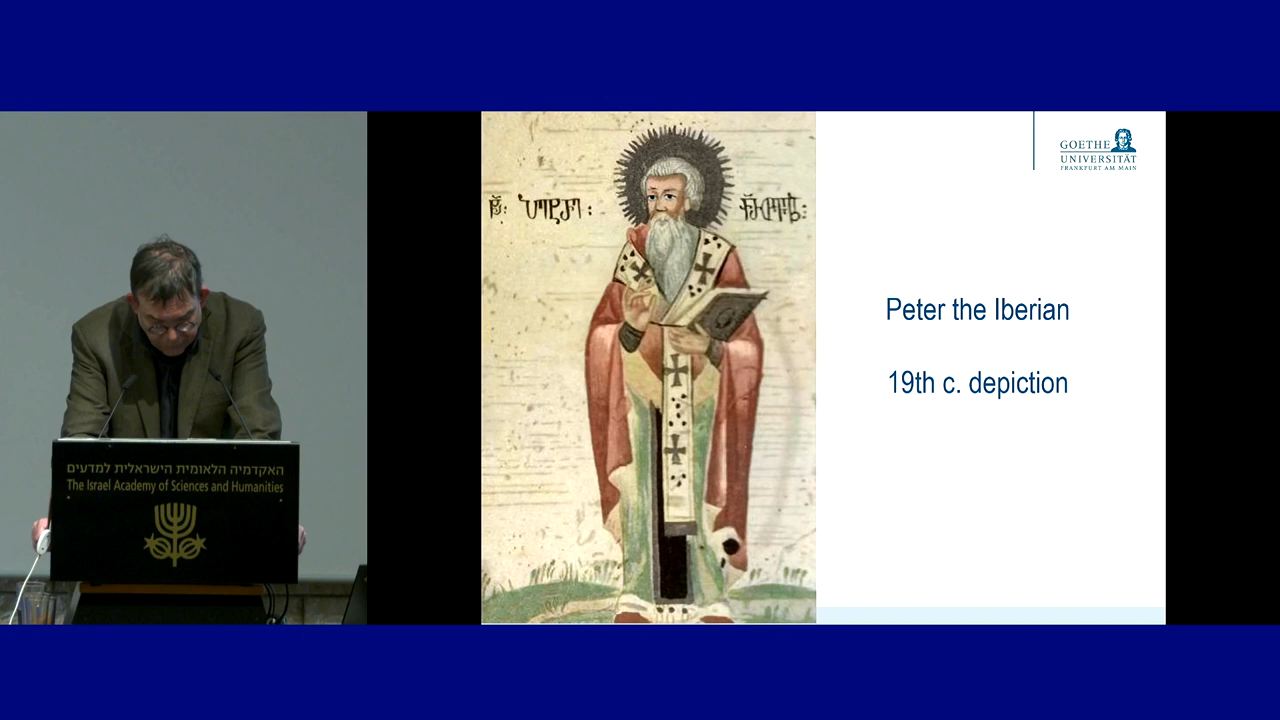 האקדמיה הלאומית הישראלית למדעים
The Israel Academy of Sciences and Humanities
GOETHE
UNIVERSITÄT
FRANKFURT AM MAIN
Peter the Iberian
19th c. depiction